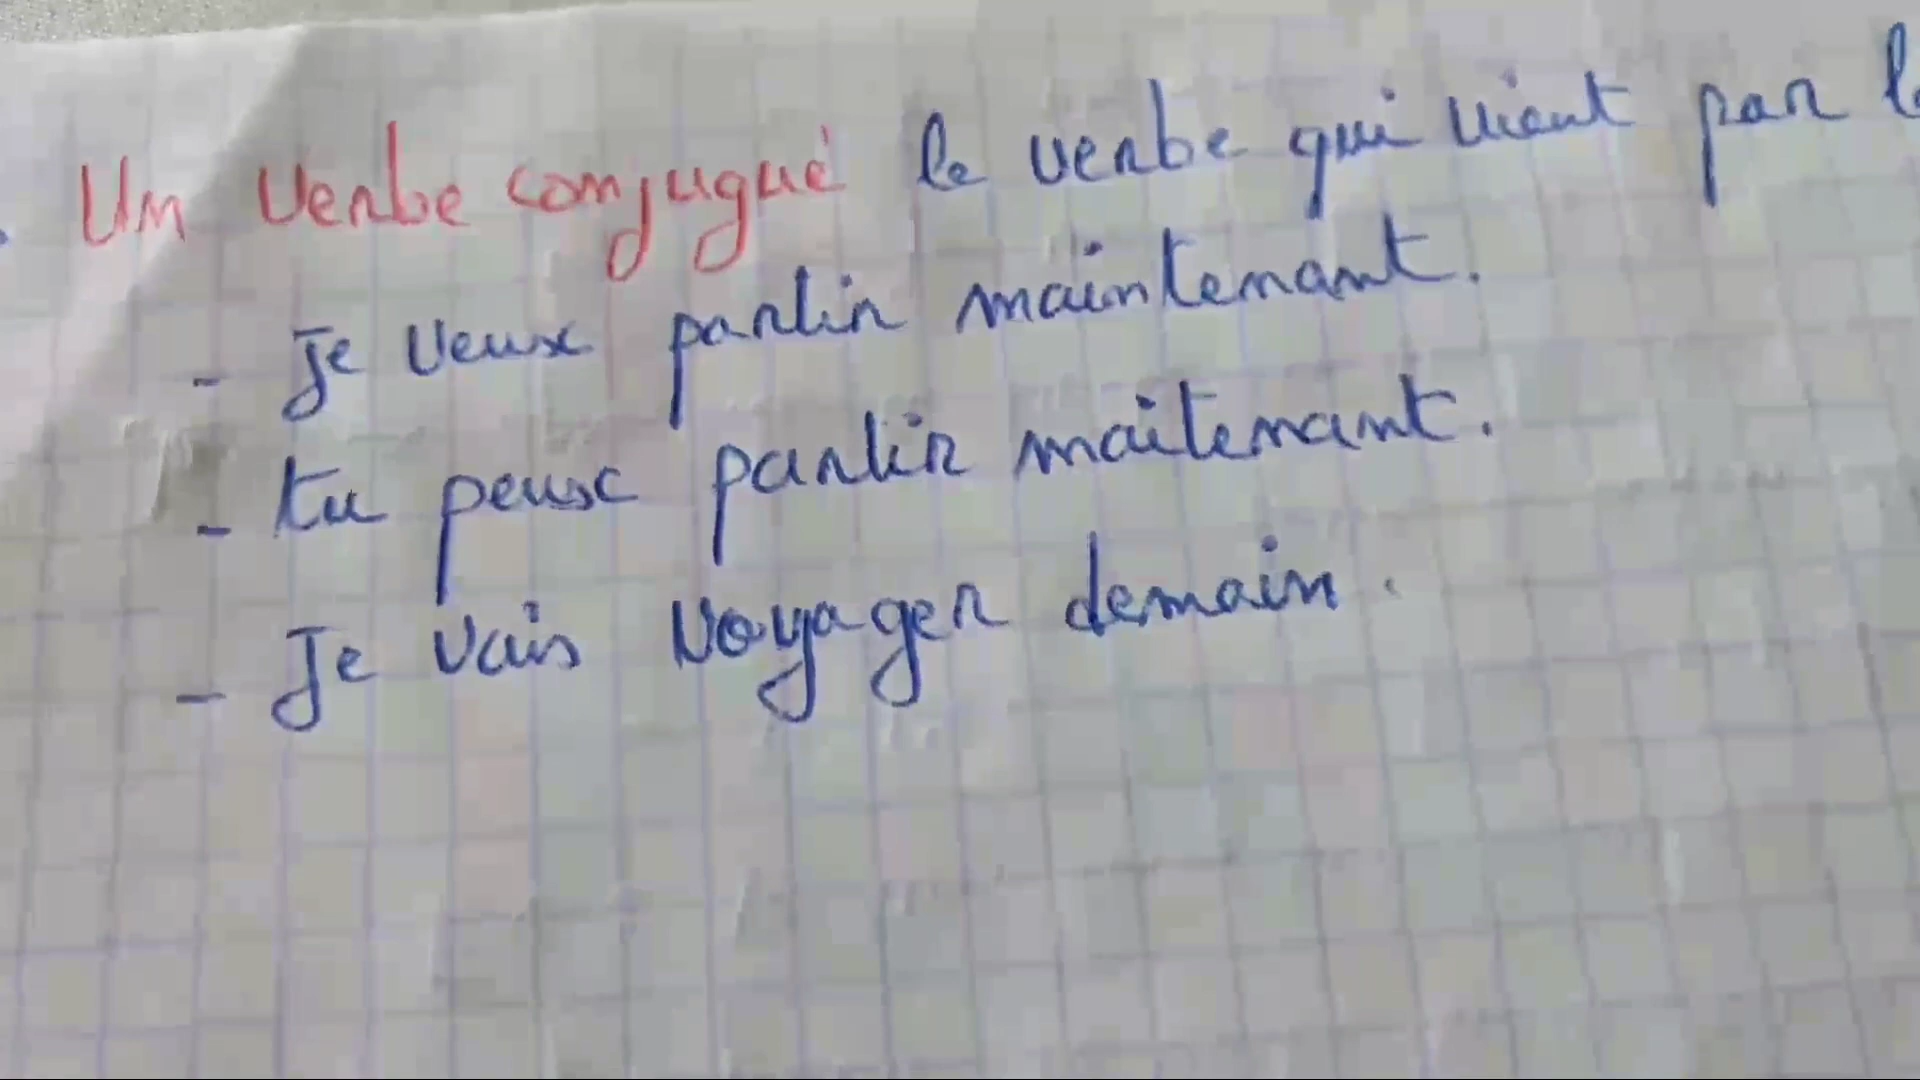 Un verbe conjugué le verbe qui vient par
- Je veux partir maintenant.
- tu peux partir maitenant.
- Je vais voyager demain.